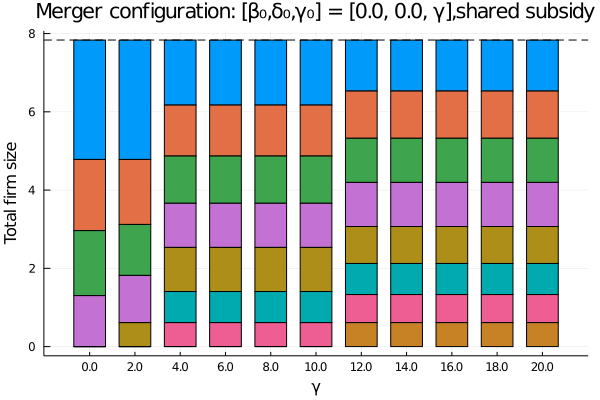 Merger configuration: [β₀,δ₀,γ₀] = [0.0, 0.0, γ],shared subsidy
8
6
4
2
0
Total firm size
0.0 2.0 4.0 6.0 8.0 10.0 12.0 14.0 16.0 18.0 20.0
γ